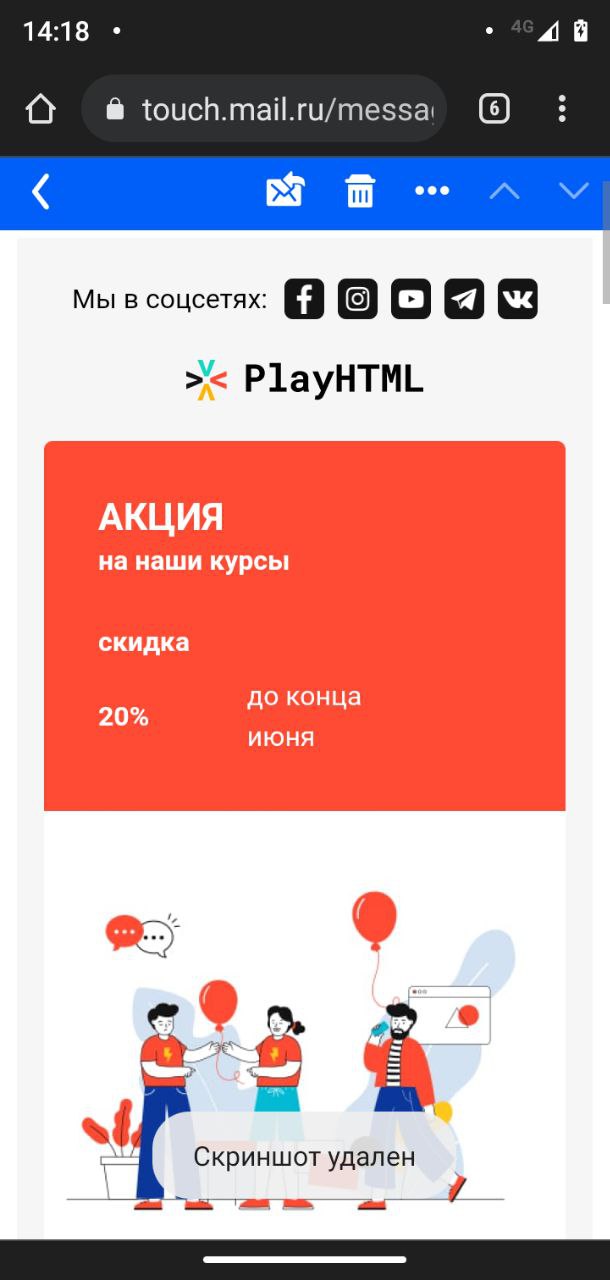 14:18
4G
touch.mail.ru/messa
6
Мы в соцсетях:
PlayHTML
АКЦИЯ
на наши курсы
скидка
20%
до конца
июня
Скриншот удален